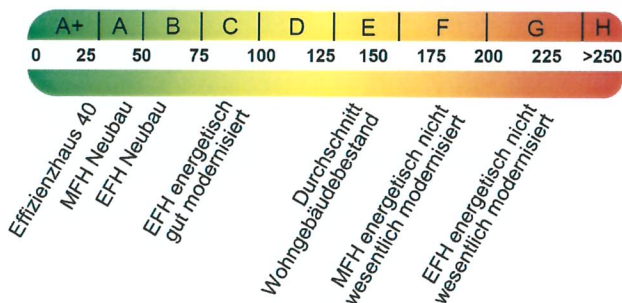 A+ A B C D E F G H
0 25 50 75 100 125 150 175 200 225 >250
Effizienzhaus 40
MFH Neubau
EFH Neubau
EFH energetisch
gut modernisiert
Durchschnitt
Wohngebäudebestand
MFH energetisch nicht
wesentlich modernisiert
EFH energetisch nicht
wesentlich modernisiert